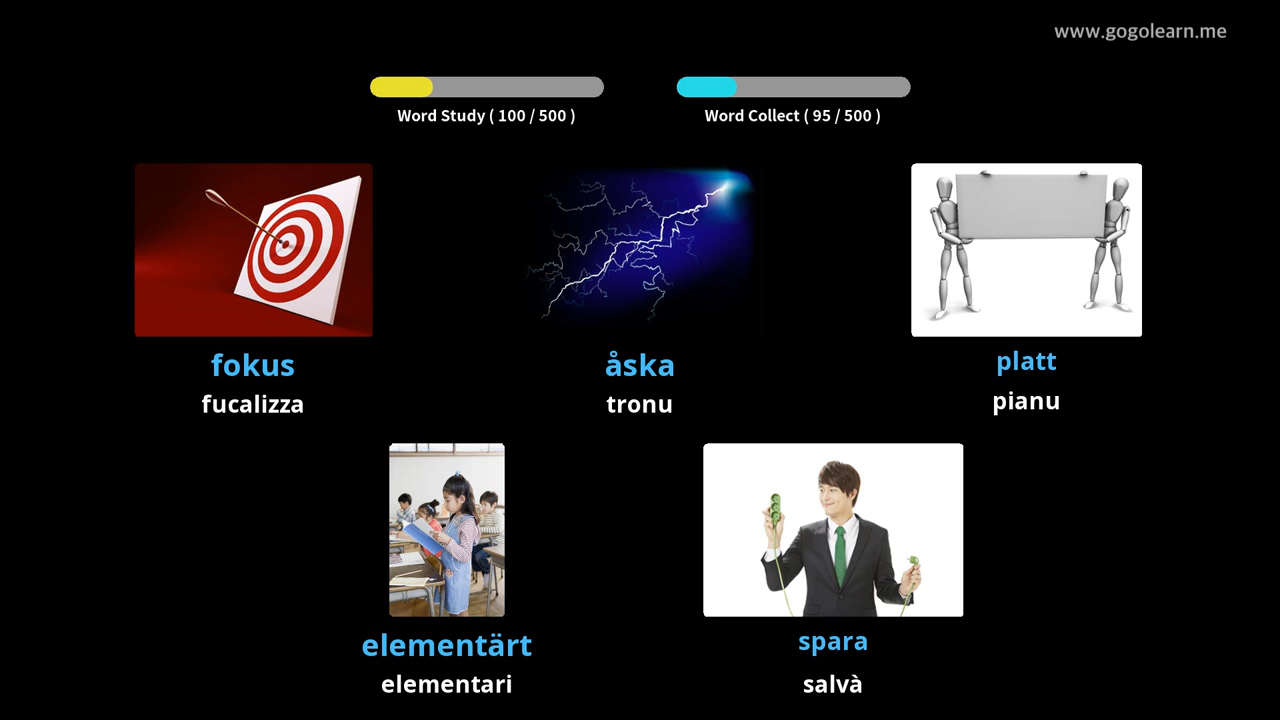 www.gogolearn.me
Word Study ( 100 / 500 )
Word Collect ( 95 / 500 )
fokus
fucalizza
åska
tronu
platt
pianu
elementärt
elementari
spara
salvà